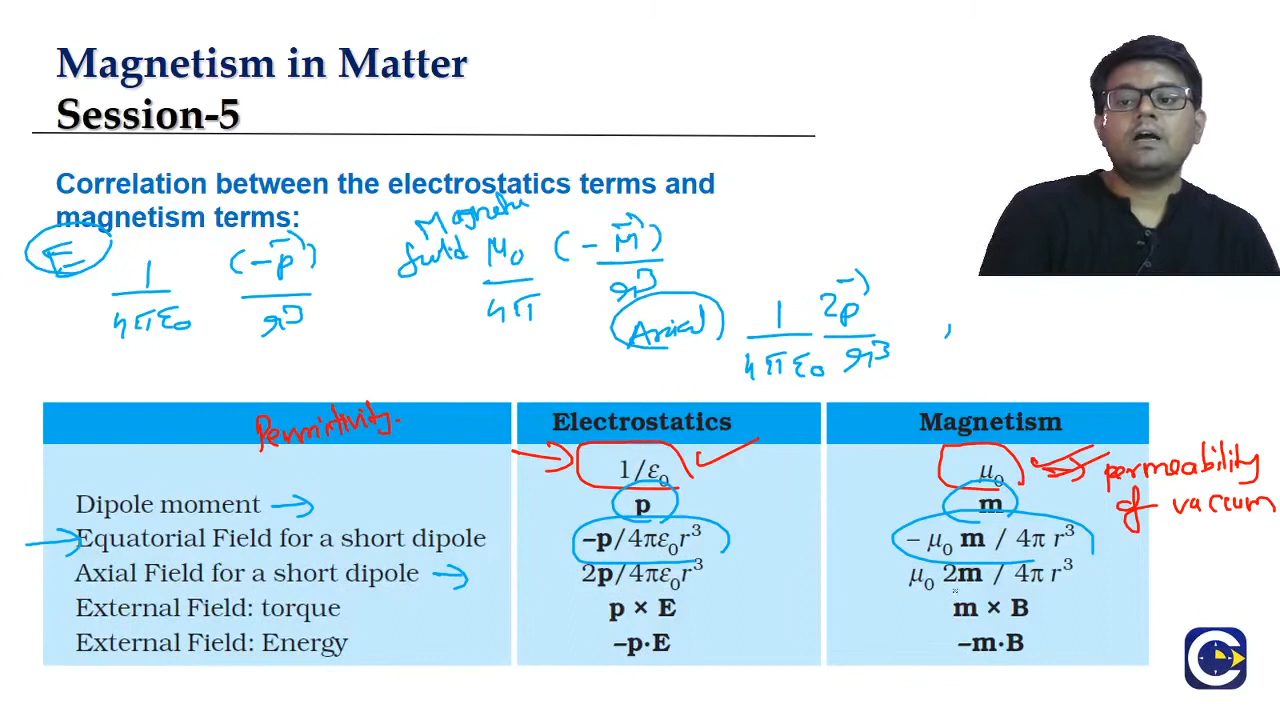 Magnetism in Matter
Session-5
Correlation between the electrostatics terms and
magnetism terms:
Magnetic
field
E
1/4πε₀ (-p⃗)/r³
μ₀/4π (-M⃗)/r³
Axial 1/4πε₀ 2p⃗/r³ ,
Permittivity.
Electrostatics Magnetism
1/ε₀ μ₀
permeability
of vaccum
Dipole moment p m
Equatorial Field for a short dipole –p/4πε₀r³ – μ₀ m / 4π r³
Axial Field for a short dipole 2p/4πε₀r³ μ₀ 2m / 4π r³
External Field: torque p × E m × B
External Field: Energy –p·E –m·B